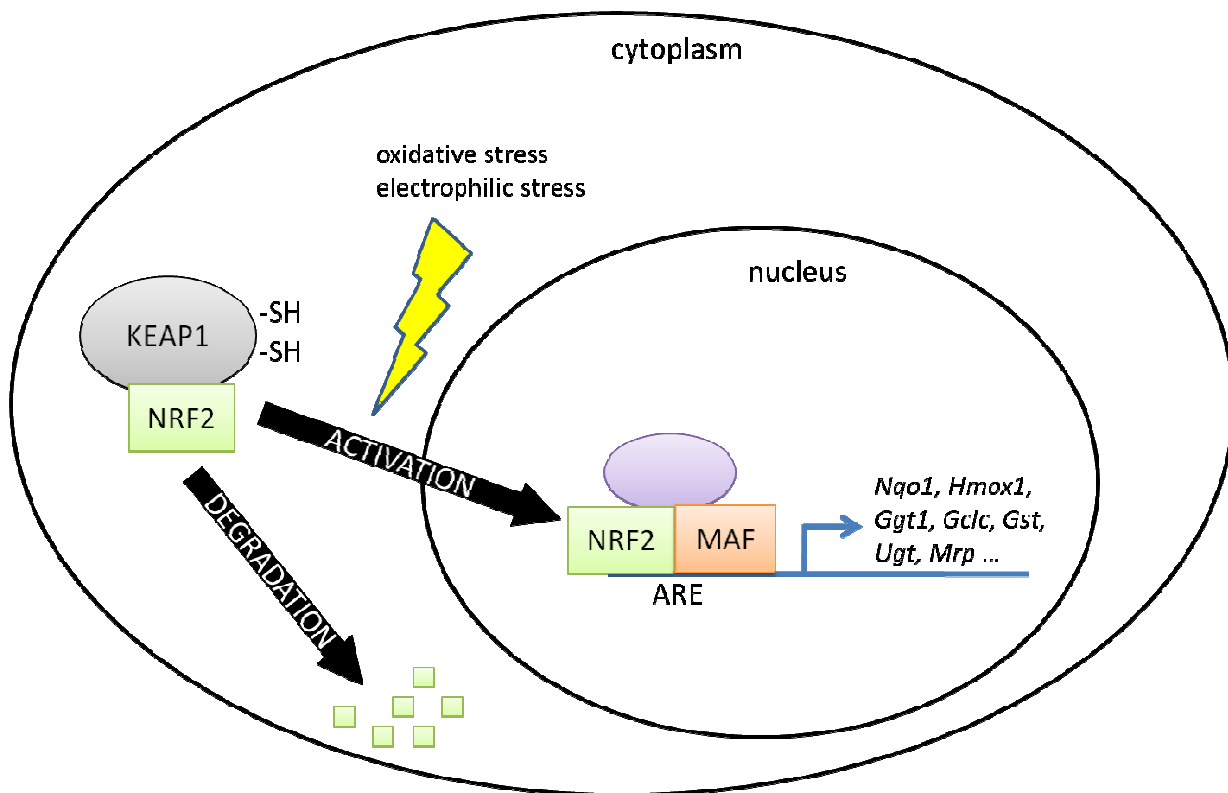 cytoplasm
oxidative stress
electrophilic stress
nucleus
KEAP1
-SH
-SH
NRF2
ACTIVATION
DEGRADATION
NRF2
MAF
ARE
Nqo1, Hmox1,
Ggt1, Gclc, Gst,
Ugt, Mrp ...